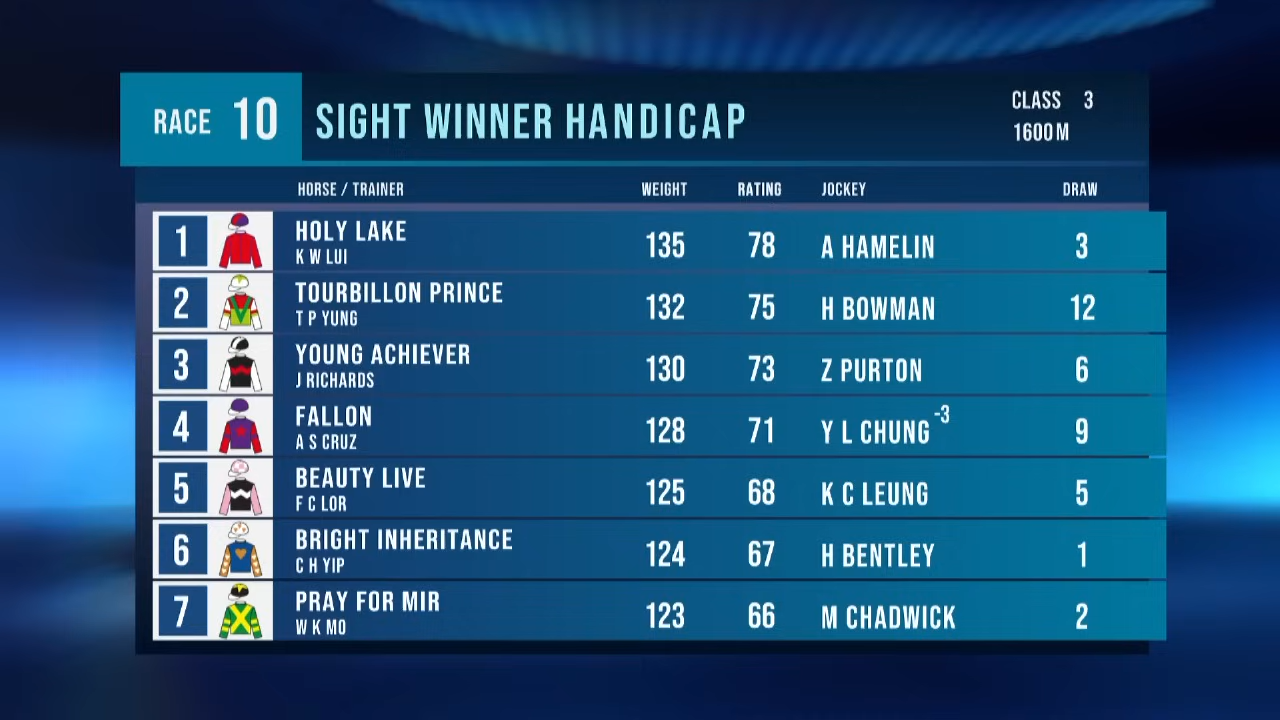 RACE 10 SIGHT WINNER HANDICAP
CLASS 3
1600M
HORSE / TRAINER WEIGHT RATING JOCKEY DRAW
1 HOLY LAKE 135 78 A HAMELIN 3
K W LUI
2 TOURBILLON PRINCE 132 75 H BOWMAN 12
T P YUNG
3 YOUNG ACHIEVER 130 73 Z PURTON 6
J RICHARDS
4 FALLON 128 71 Y L CHUNG -3 9
A S CRUZ
5 BEAUTY LIVE 125 68 K C LEUNG 5
F C LOR
6 BRIGHT INHERITANCE 124 67 H BENTLEY 1
C H YIP
7 PRAY FOR MIR 123 66 M CHADWICK 2
W K MO